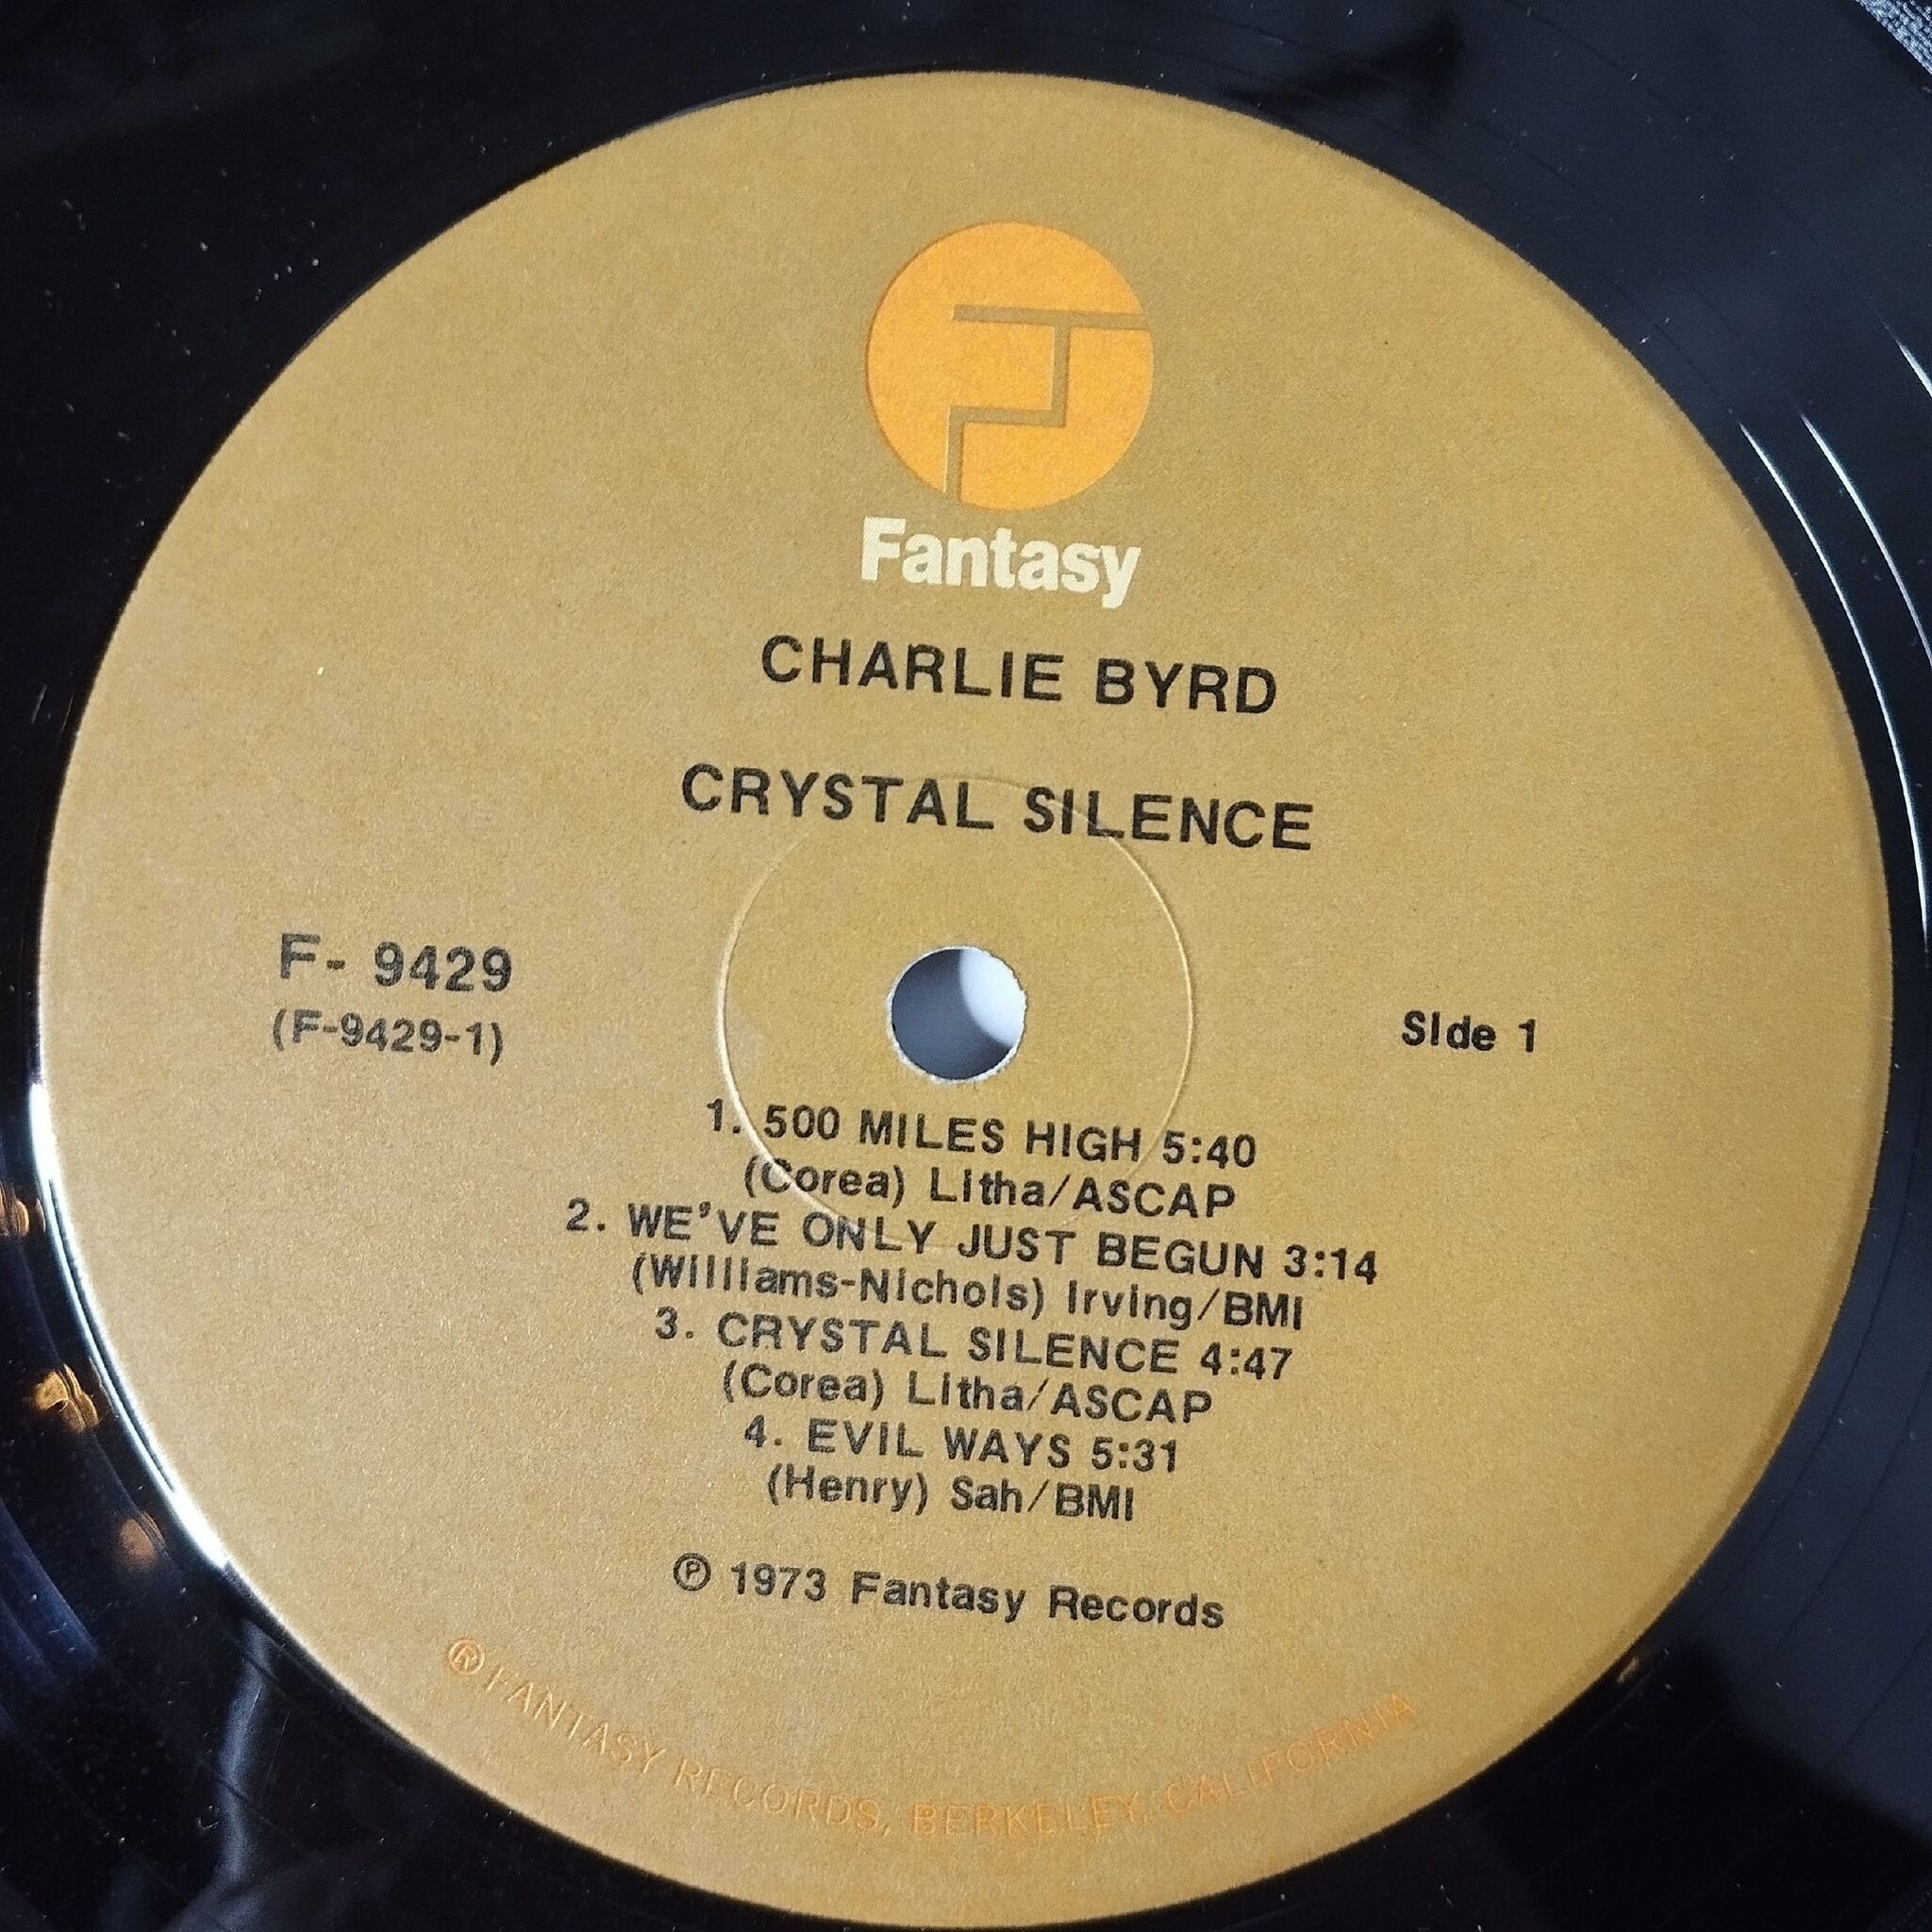 Fantasy
CHARLIE BYRD
CRYSTAL SILENCE
F- 9429
(F-9429-1)
Side 1
1. 500 MILES HIGH 5:40
(Corea) Litha/ASCAP
2. WE'VE ONLY JUST BEGUN 3:14
(Williams-Nichols) Irving/BMI
3. CRYSTAL SILENCE 4:47
(Corea) Litha/ASCAP
4. EVIL WAYS 5:31
(Henry) Sah/BMI
℗ 1973 Fantasy Records
® FANTASY RECORDS, BERKELEY, CALIFORNIA